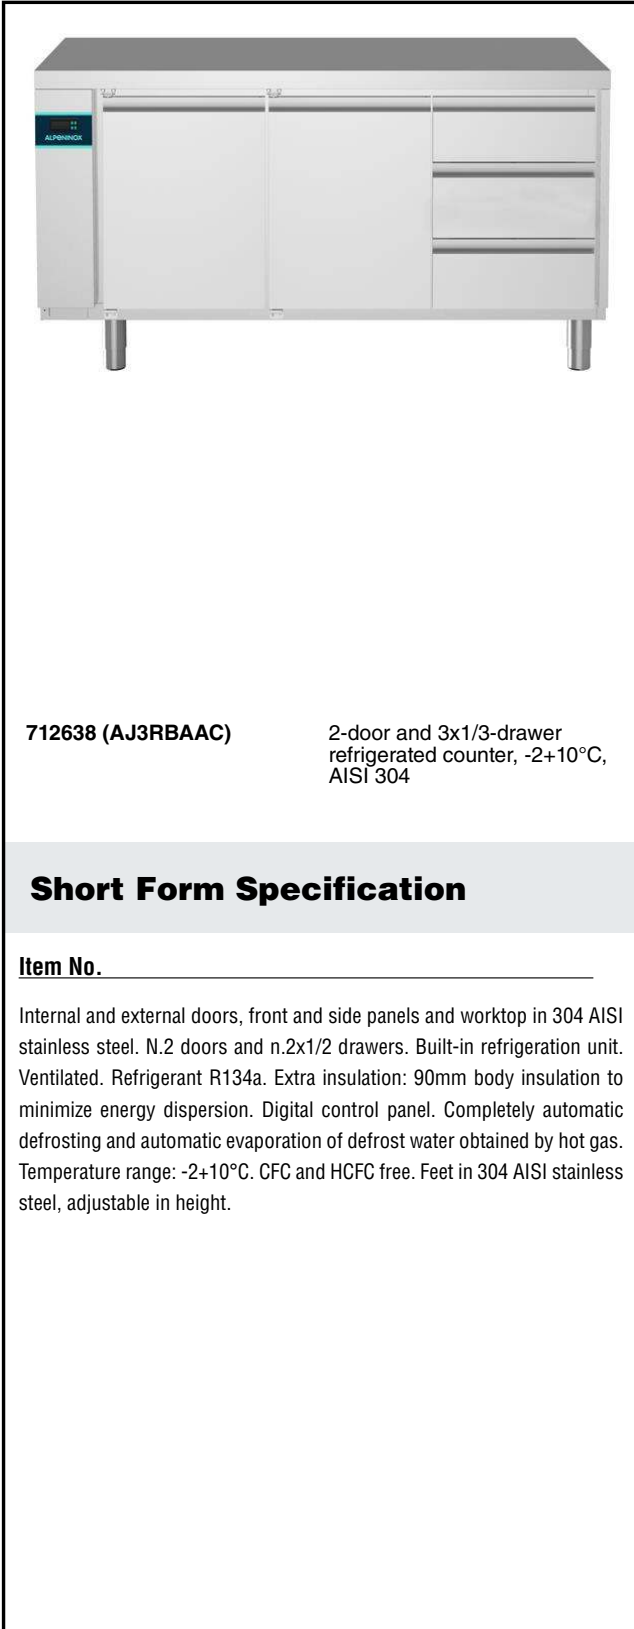 ALPENINOX
712638 (AJ3RBAAC)
2-door and 3x1/3-drawer
refrigerated counter, -2+10°C,
AISI 304
Short Form Specification
Item No.
Internal and external doors, front and side panels and worktop in 304 AISI
stainless steel. N.2 doors and n.2x1/2 drawers. Built-in refrigeration unit.
Ventilated. Refrigerant R134a. Extra insulation: 90mm body insulation to
minimize energy dispersion. Digital control panel. Completely automatic
defrosting and automatic evaporation of defrost water obtained by hot gas.
Temperature range: -2+10°C. CFC and HCFC free. Feet in 304 AISI stainless
steel, adjustable in height.